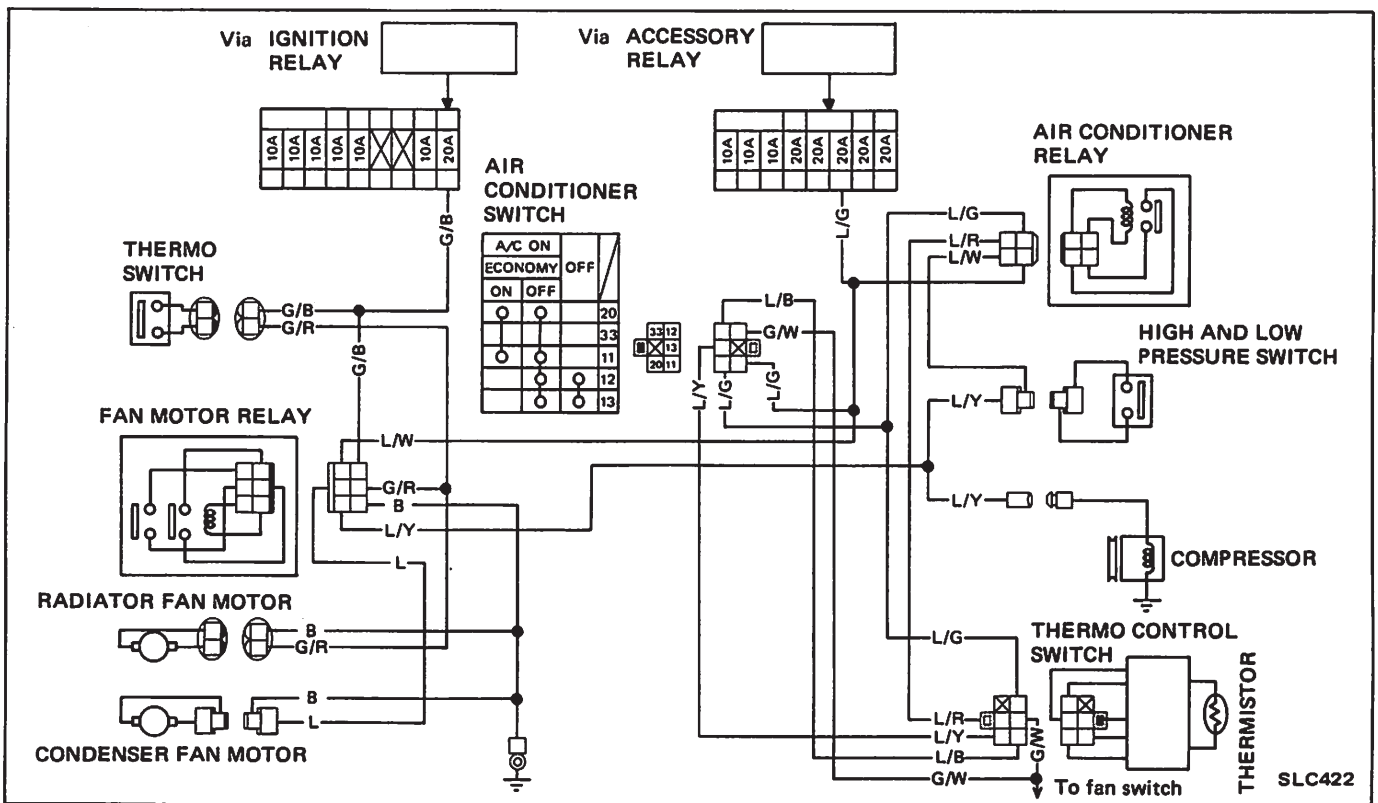 Via IGNITION
RELAY
Via ACCESSORY
RELAY
10A 10A 10A 10A 10A 10A 20A
10A 10A 10A 20A 20A 20A 20A 20A
G/B
L/G
AIR
CONDITIONER
SWITCH
A/C ON
ECONOMY
OFF
ON
OFF
20
33
11
12
13
33 12
13
20 11
AIR CONDITIONER
RELAY
L/G
L/R
L/W
THERMO
SWITCH
G/B
G/R
G/B
L/B
G/W
L/Y
L/G
L/G
HIGH AND LOW
PRESSURE SWITCH
L/Y
FAN MOTOR RELAY
L/W
G/R
B
L/Y
L
L/Y
COMPRESSOR
RADIATOR FAN MOTOR
B
G/R
B
L
CONDENSER FAN MOTOR
L/G
THERMO CONTROL
SWITCH
L/R
L/Y
L/B
G/W
G/W
To fan switch
THERMISTOR
SLC422